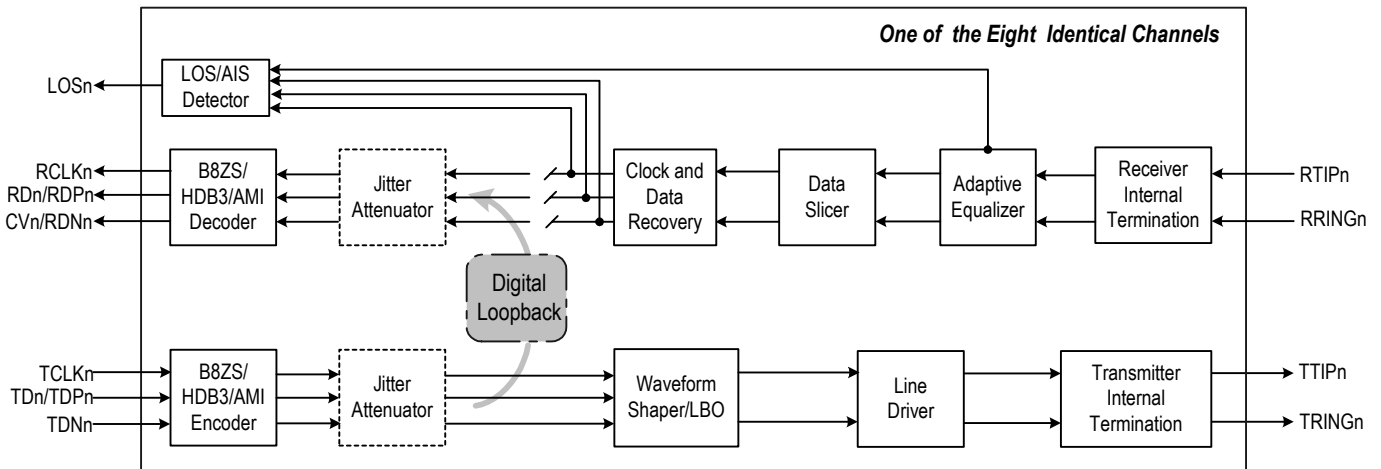 One of the Eight Identical Channels
LOSn
LOS/AIS
Detector
RCLKn
RDn/RDPn
CVn/RDNn
B8ZS/
HDB3/AMI
Decoder
Jitter
Attenuator
Clock and
Data
Recovery
Data
Slicer
Adaptive
Equalizer
Receiver
Internal
Termination
RTIPn
RRINGn
Digital
Loopback
TCLKn
TDn/TDPn
TDNn
B8ZS/
HDB3/AMI
Encoder
Jitter
Attenuator
Waveform
Shaper/LBO
Line
Driver
Transmitter
Internal
Termination
TTIPn
TRINGn